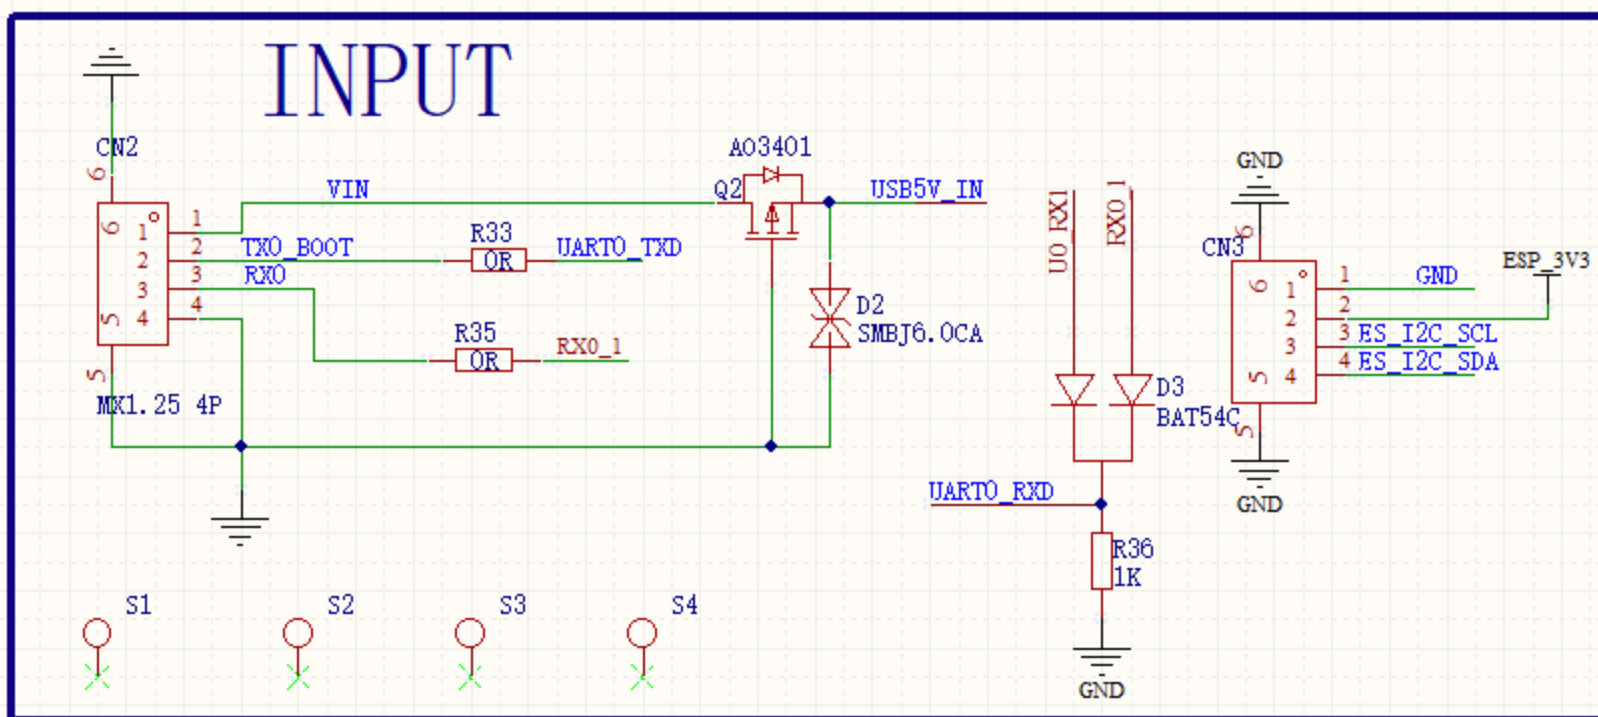 INPUT
CN2
6
6
1
2
3
4
5
5
1
2
3
4
MX1.25 4P
VIN
TX0_BOOT
RX0
R33
0R
UART0_TXD
R35
0R
RX0_1
AO3401
Q2
USB5V_IN
D2
SMBJ6.0CA
U0_RX1
RX0_1
D3
BAT54C
UART0_RXD
R36
1K
GND
GND
6
CN3
6
1
2
3
4
5
5
1
2
3
4
GND
ESP_3V3
ES_I2C_SCL
ES_I2C_SDA
GND
S1
S2
S3
S4